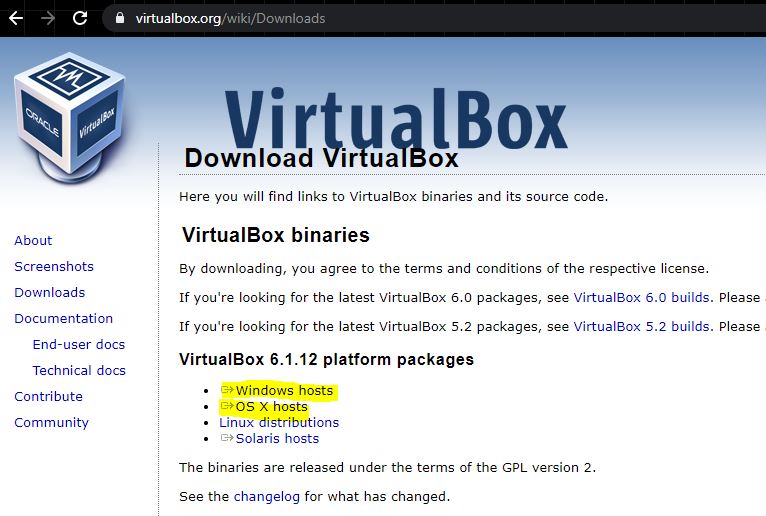 virtualbox.org/wiki/Downloads
ORACLE
VirtualBox
VirtualBox
Download VirtualBox
Here you will find links to VirtualBox binaries and its source code.
About
Screenshots
Downloads
Documentation
End-user docs
Technical docs
Contribute
Community
VirtualBox binaries
By downloading, you agree to the terms and conditions of the respective license.
If you're looking for the latest VirtualBox 6.0 packages, see VirtualBox 6.0 builds. Please
If you're looking for the latest VirtualBox 5.2 packages, see VirtualBox 5.2 builds. Please
VirtualBox 6.1.12 platform packages
• Windows hosts
• OS X hosts
• Linux distributions
• Solaris hosts
The binaries are released under the terms of the GPL version 2.
See the changelog for what has changed.